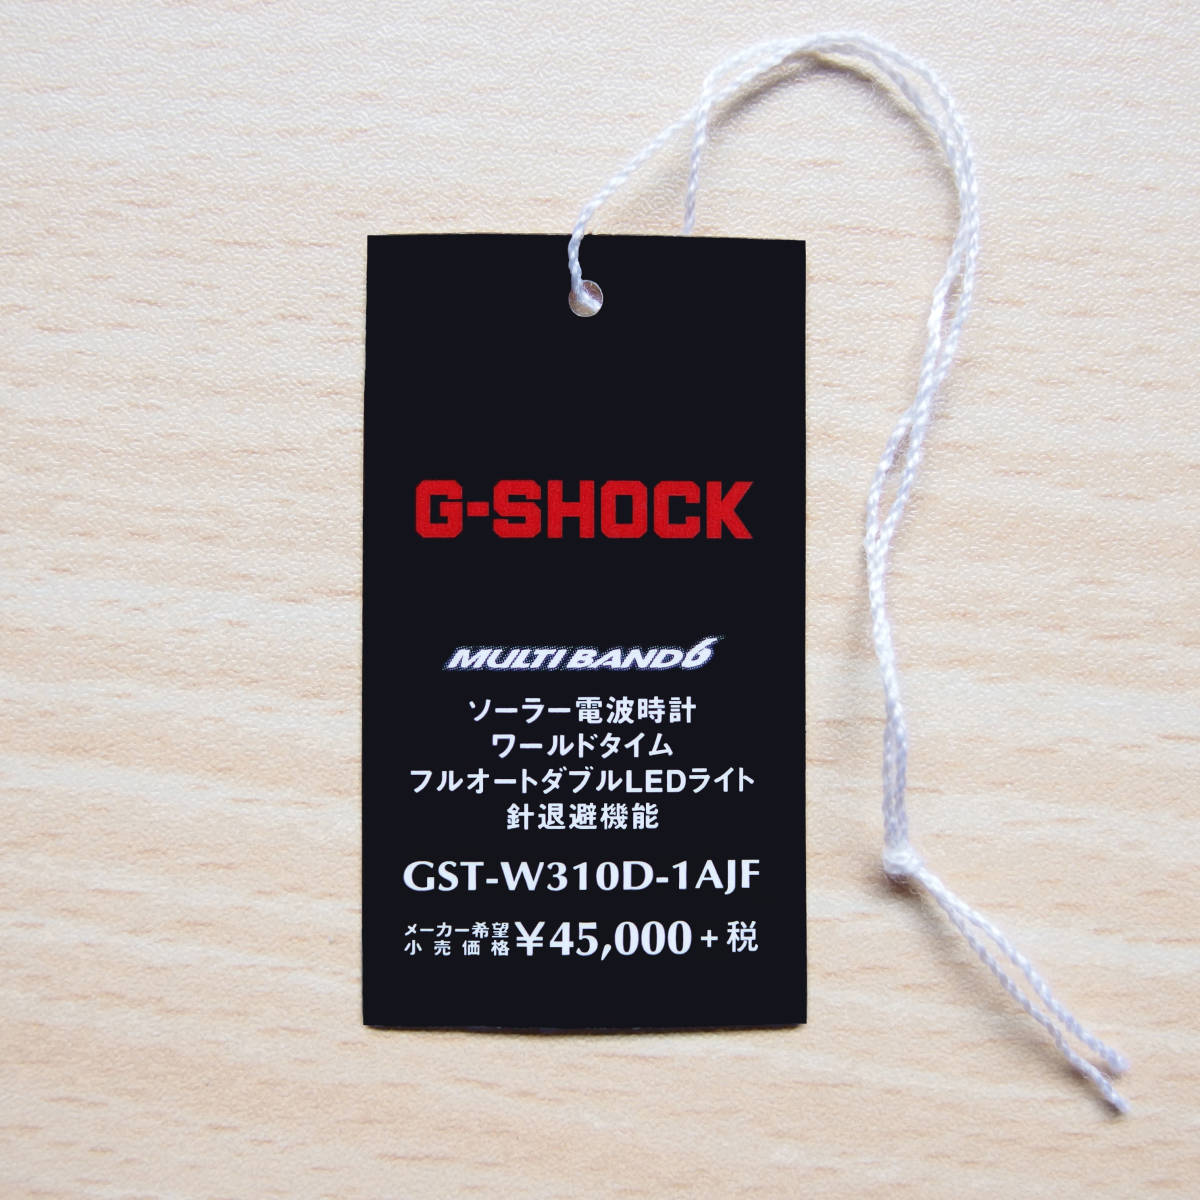 G-SHOCK
MULTI BAND 6
ソーラー電波時計
ワールドタイム
フルオートダブルLEDライト
針退避機能
GST-W310D-1AJF
メーカー希望
小売価格 ¥45,000+税